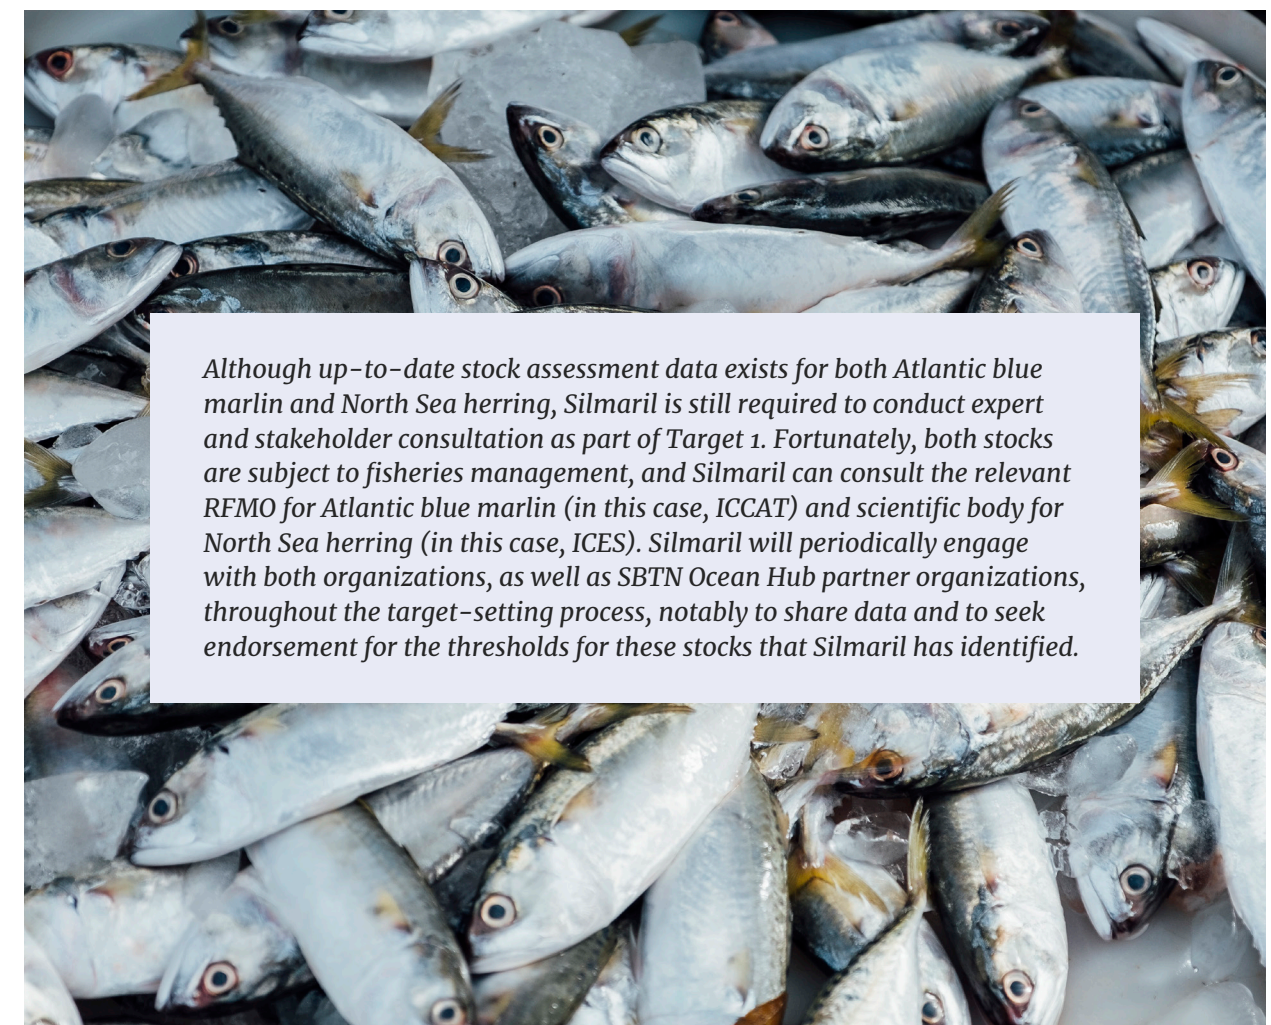 Although up-to-date stock assessment data exists for both Atlantic blue
marlin and North Sea herring, Silmaril is still required to conduct expert
and stakeholder consultation as part of Target 1. Fortunately, both stocks
are subject to fisheries management, and Silmaril can consult the relevant
RFMO for Atlantic blue marlin (in this case, ICCAT) and scientific body for
North Sea herring (in this case, ICES). Silmaril will periodically engage
with both organizations, as well as SBTN Ocean Hub partner organizations,
throughout the target-setting process, notably to share data and to seek
endorsement for the thresholds for these stocks that Silmaril has identified.